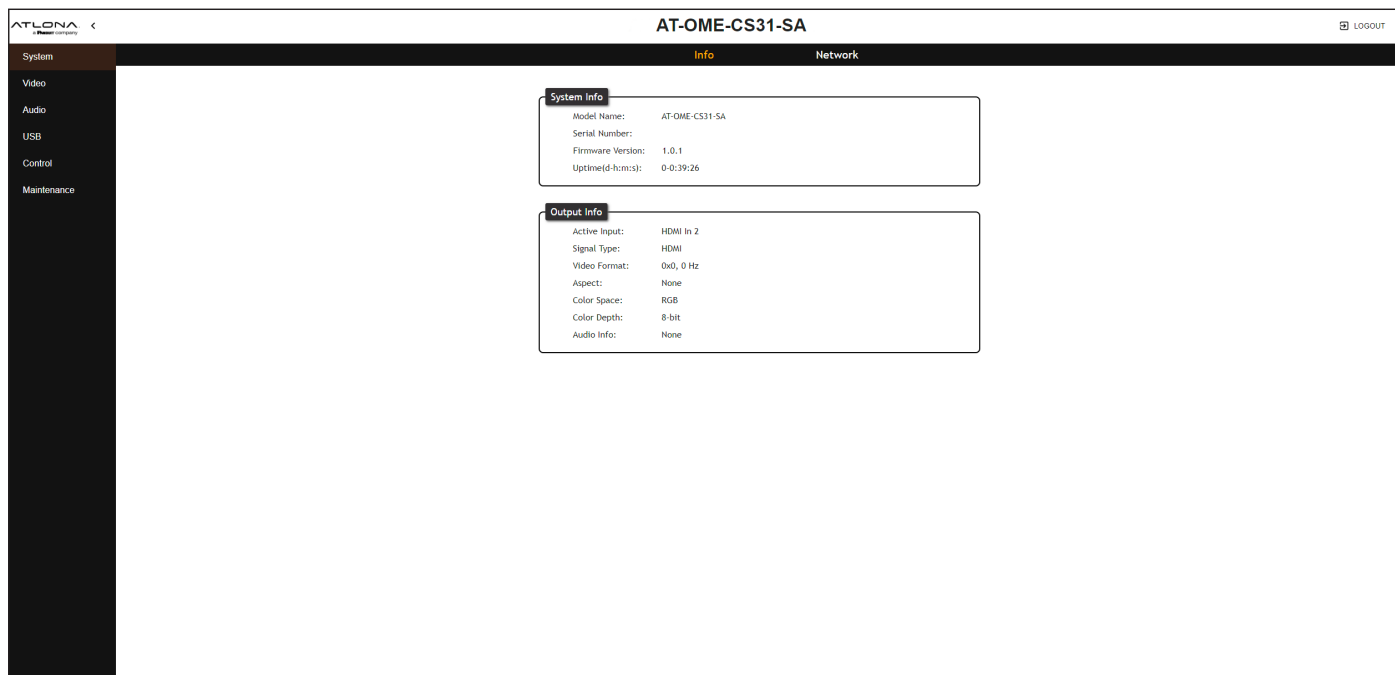 ATLONA
a Panduit company
<
AT-OME-CS31-SA
LOGOUT
System
Video
Audio
USB
Control
Maintenance
Info Network
System Info
Model Name: AT-OME-CS31-SA
Serial Number:
Firmware Version: 1.0.1
Uptime(d-h:m:s): 0-0:39:26
Output Info
Active Input: HDMI In 2
Signal Type: HDMI
Video Format: 0x0, 0 Hz
Aspect: None
Color Space: RGB
Color Depth: 8-bit
Audio Info: None